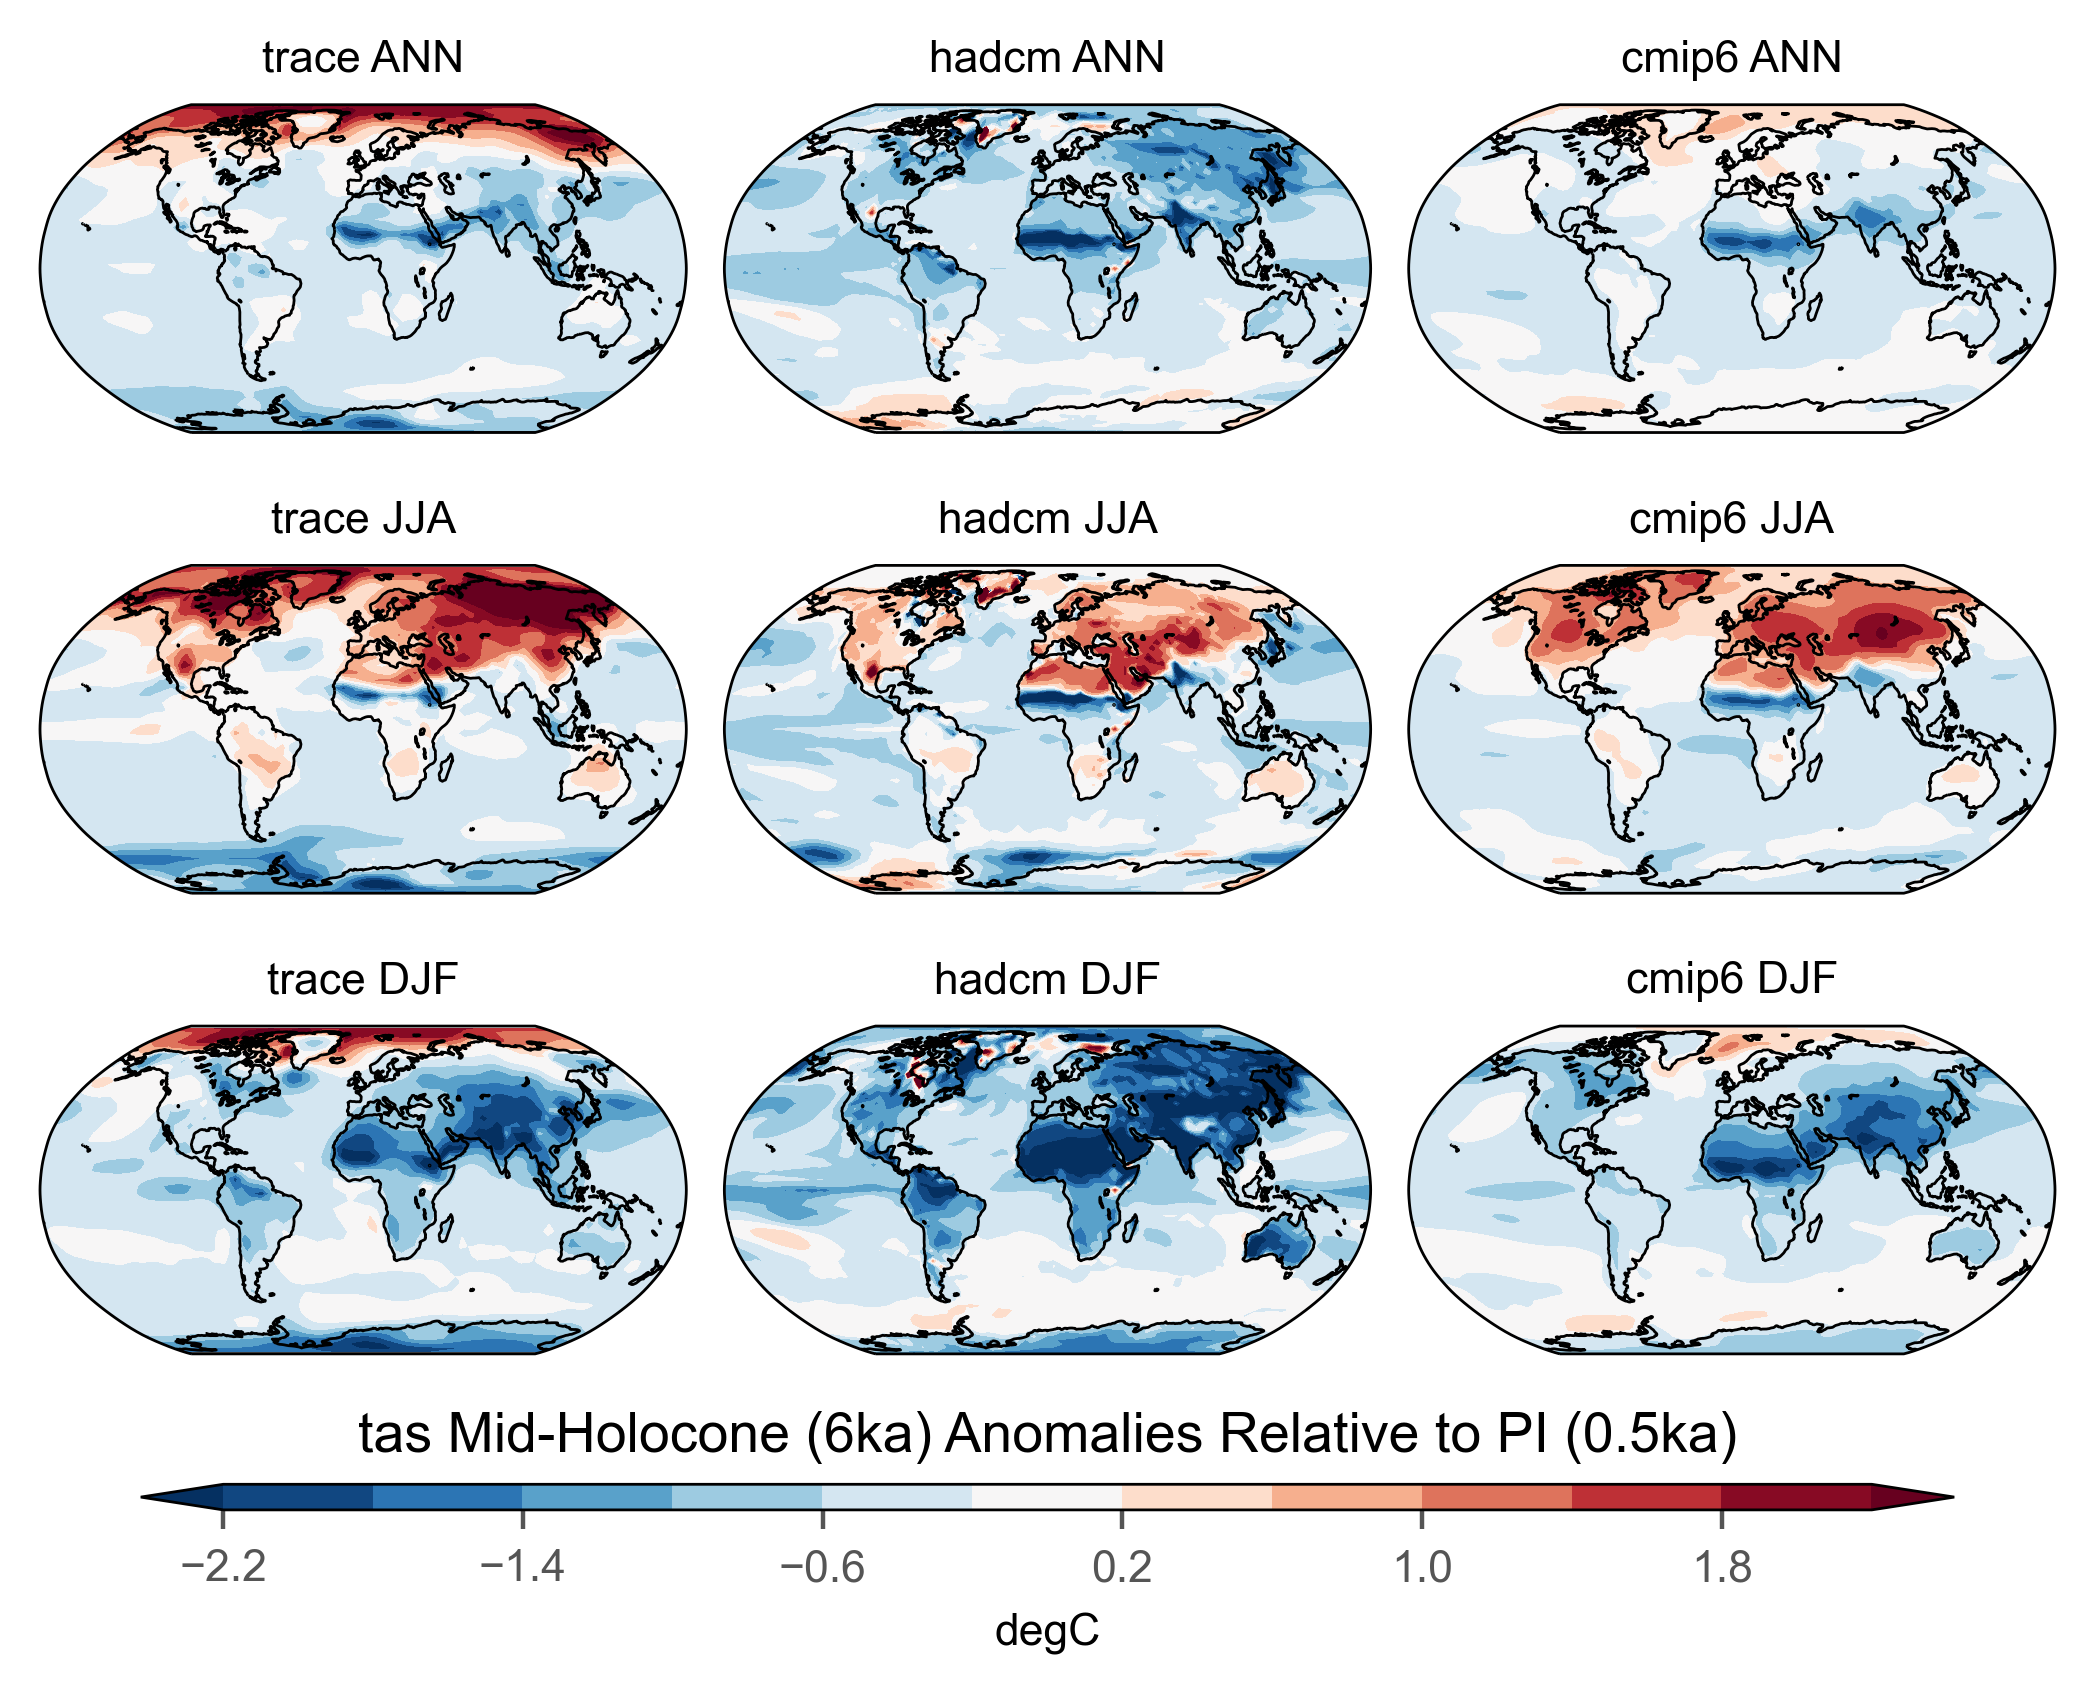 trace ANN
hadcm ANN
cmip6 ANN
trace JJA
hadcm JJA
cmip6 JJA
trace DJF
hadcm DJF
cmip6 DJF
tas Mid-Holocone (6ka) Anomalies Relative to PI (0.5ka)
−2.2 −1.4 −0.6 0.2 1.0 1.8
degC